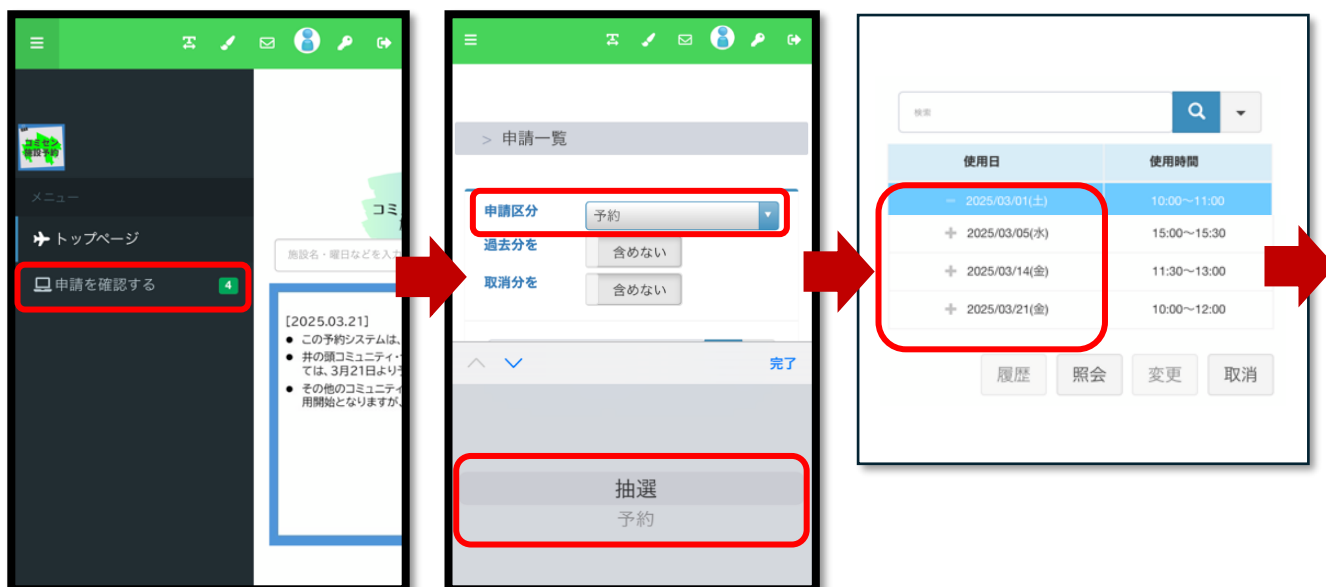 コミセン
施設予約
メニュー
トップページ
申請を確認する
4
コミ
施設名・曜日などを入力
[2025.03.21]
この予約システムは、
井の頭コミュニティ・
ては、3月21日より
その他のコミュニティ
用開始となりますが、
> 申請一覧
申請区分
予約
過去分を
含めない
取消分を
含めない
完了
抽選
予約
検索
使用日 使用時間
2025/03/01(土) 10:00～11:00
2025/03/05(水) 15:00～15:30
2025/03/14(金) 11:30～13:00
2025/03/21(金) 10:00～12:00
履歴 照会 変更 取消